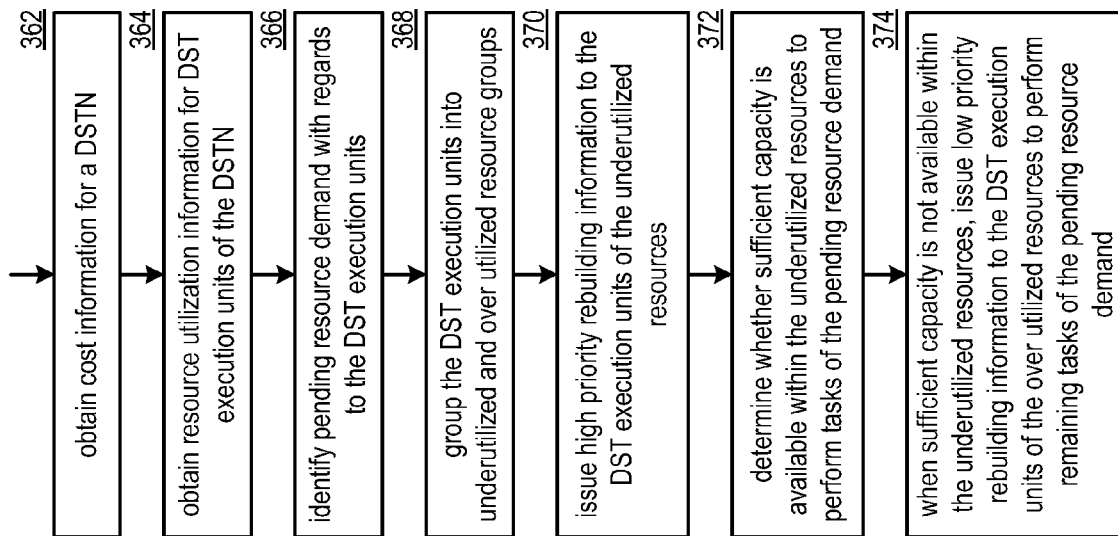 362
obtain cost information for a DSTN
364
obtain resource utilization information for DST
execution units of the DSTN
366
identify pending resource demand with regards
to the DST execution units
368
group the DST execution units into
underutilized and over utilized resource groups
370
issue high priority rebuilding information to the
DST execution units of the underutilized
resources
372
determine whether sufficient capacity is
available within the underutilized resources to
perform tasks of the pending resource demand
374
when sufficient capacity is not available within
the underutilized resources, issue low priority
rebuilding information to the DST execution
units of the over utilized resources to perform
remaining tasks of the pending resource
demand